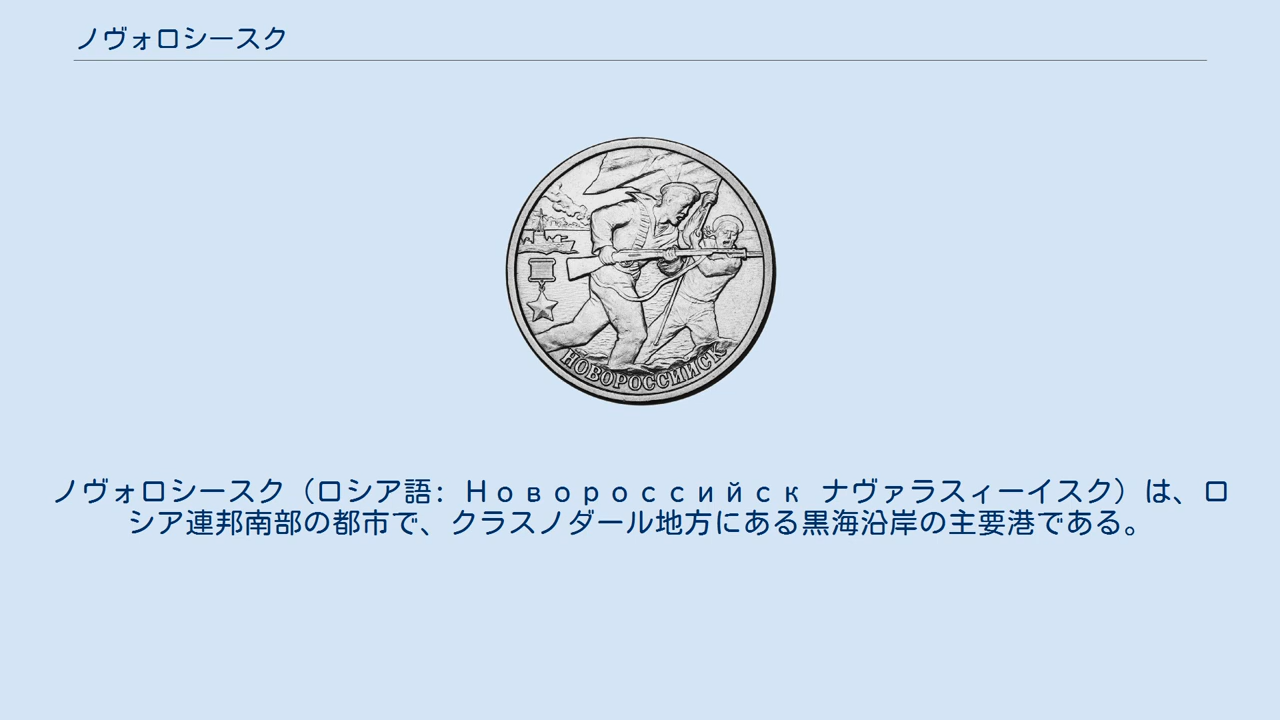 ノヴォロシースク
НОВОРОССИЙСК
ノヴォロシースク（ロシア語: Новороссийск ナヴァラスィーイスク）は、ロ
シア連邦南部の都市で、クラスノダール地方にある黒海沿岸の主要港である。